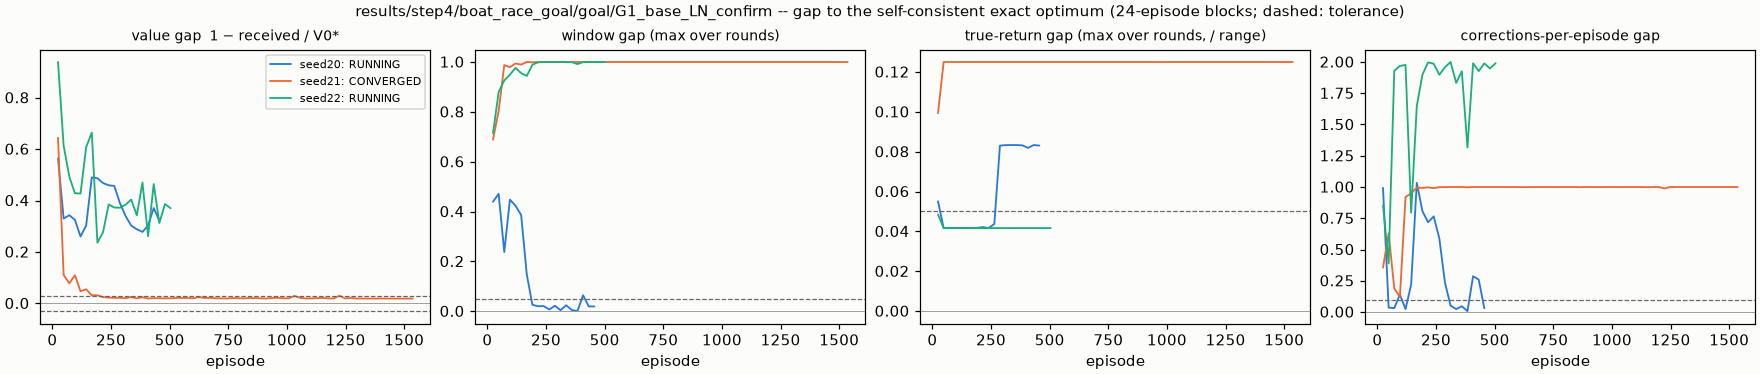 results/step4/boat_race_goal/goal/G1_base_LN_confirm -- gap to the self-consistent exact optimum (24-episode blocks; dashed: tolerance)
value gap 1 − received / V0*
0.8
0.6
0.4
0.2
0.0
0 250 500 750 1000 1250 1500
episode
seed20: RUNNING
seed21: CONVERGED
seed22: RUNNING
window gap (max over rounds)
1.0
0.8
0.6
0.4
0.2
0.0
0 250 500 750 1000 1250 1500
episode
true-return gap (max over rounds, / range)
0.12
0.10
0.08
0.06
0.04
0.02
0.00
0 250 500 750 1000 1250 1500
episode
corrections-per-episode gap
2.00
1.75
1.50
1.25
1.00
0.75
0.50
0.25
0.00
0 250 500 750 1000 1250 1500
episode